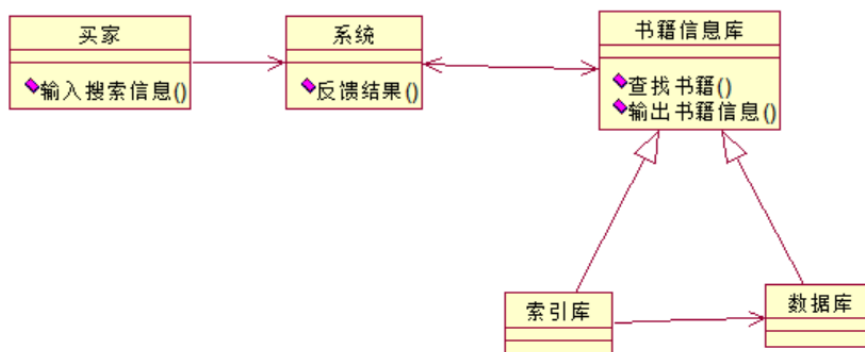 买家
输入搜索信息()
系统
反馈结果()
书籍信息库
查找书籍()
输出书籍信息()
索引库
数据库